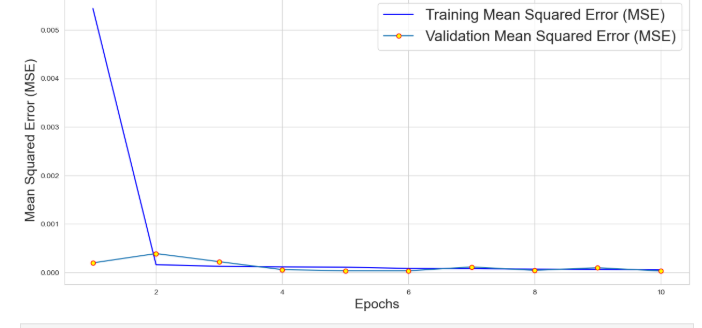 Training Mean Squared Error (MSE)
Validation Mean Squared Error (MSE)
Mean Squared Error (MSE)
0.005
0.004
0.003
0.002
0.001
0.000
2
4
6
8
10
Epochs